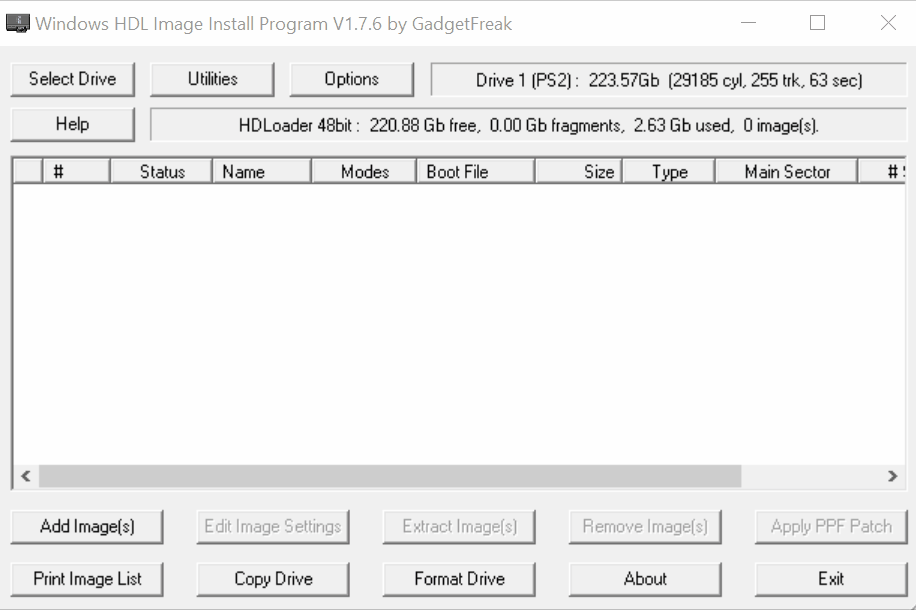 Windows HDL Image Install Program V1.7.6 by GadgetFreak
Select Drive Utilities Options Drive 1 (PS2) : 223.57Gb (29185 cyl, 255 trk, 63 sec)
Help HDLoader 48bit : 220.88 Gb free, 0.00 Gb fragments, 2.63 Gb used, 0 image(s).
# Status Name Modes Boot File Size Type Main Sector #
Add Image(s) Edit Image Settings Extract Image(s) Remove Image(s) Apply PPF Patch
Print Image List Copy Drive Format Drive About Exit